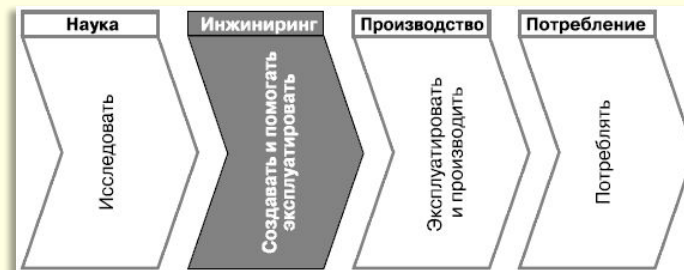 Наука
Исследовать
Инжиниринг
Создавать и помогать
эксплуатировать
Производство
Эксплуатировать
и производить
Потребление
Потреблять